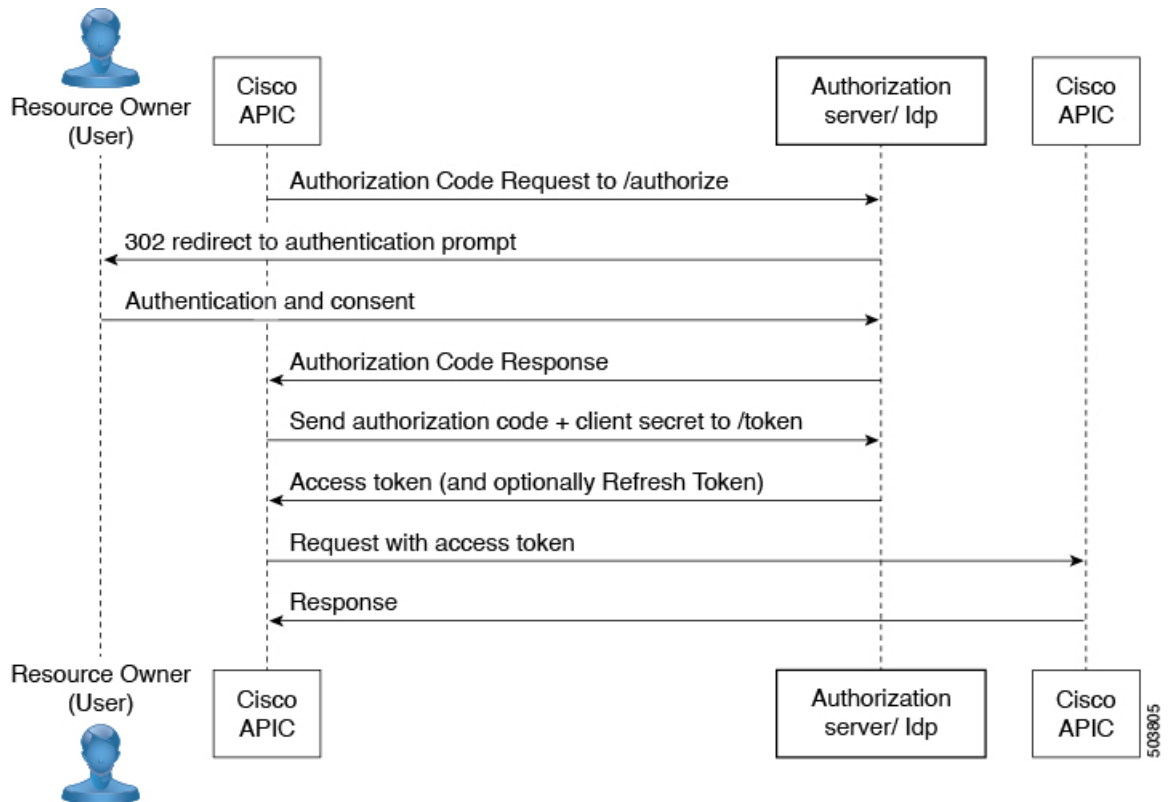 Resource Owner
(User)
Cisco
APIC
Authorization
server/ Idp
Cisco
APIC
Authorization Code Request to /authorize
302 redirect to authentication prompt
Authentication and consent
Authorization Code Response
Send authorization code + client secret to /token
Access token (and optionally Refresh Token)
Request with access token
Response
Resource Owner
(User)
Cisco
APIC
Authorization
server/ Idp
Cisco
APIC
503805